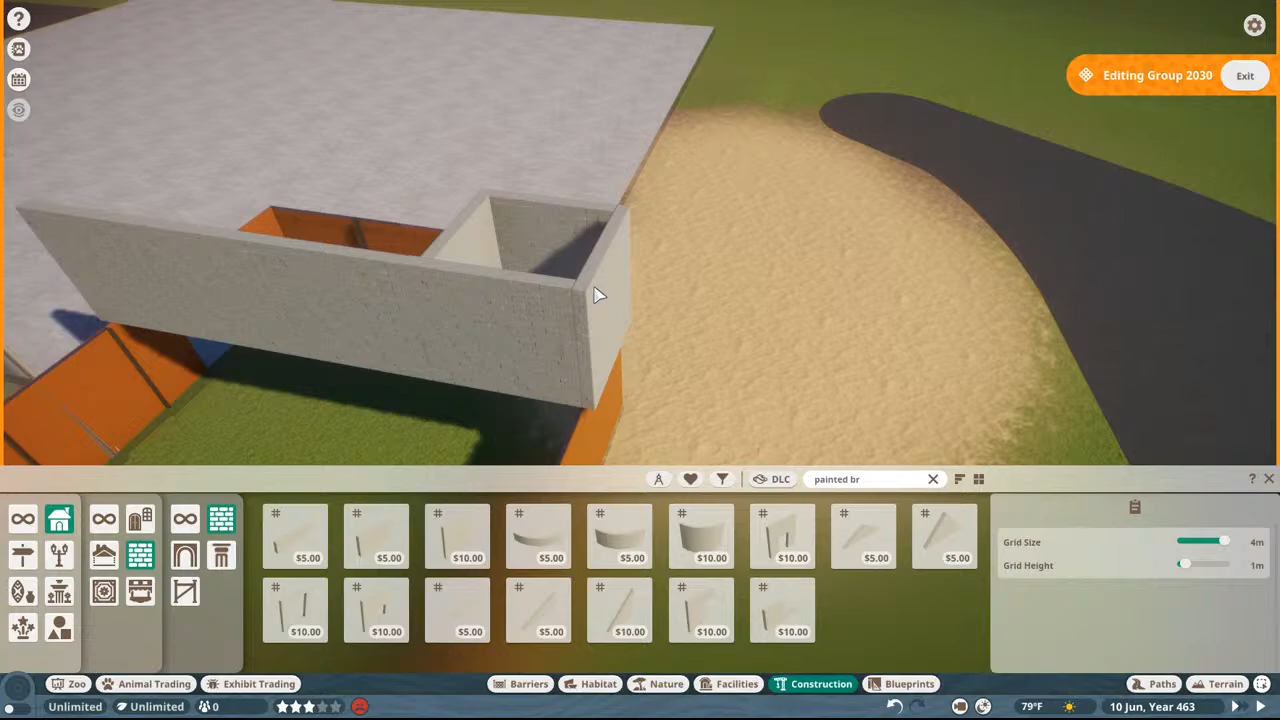 ?
Editing Group 2030 Exit
DLC painted br
?
$5.00 $5.00 $10.00 $5.00 $5.00 $10.00 $10.00 $5.00 $5.00
$10.00 $10.00 $5.00 $5.00 $10.00 $10.00 $10.00
Grid Size 4m
Grid Height 1m
Zoo Animal Trading Exhibit Trading Barriers Habitat Nature Facilities Construction Blueprints Paths Terrain
Unlimited Unlimited 0 79°F 10 Jun, Year 463